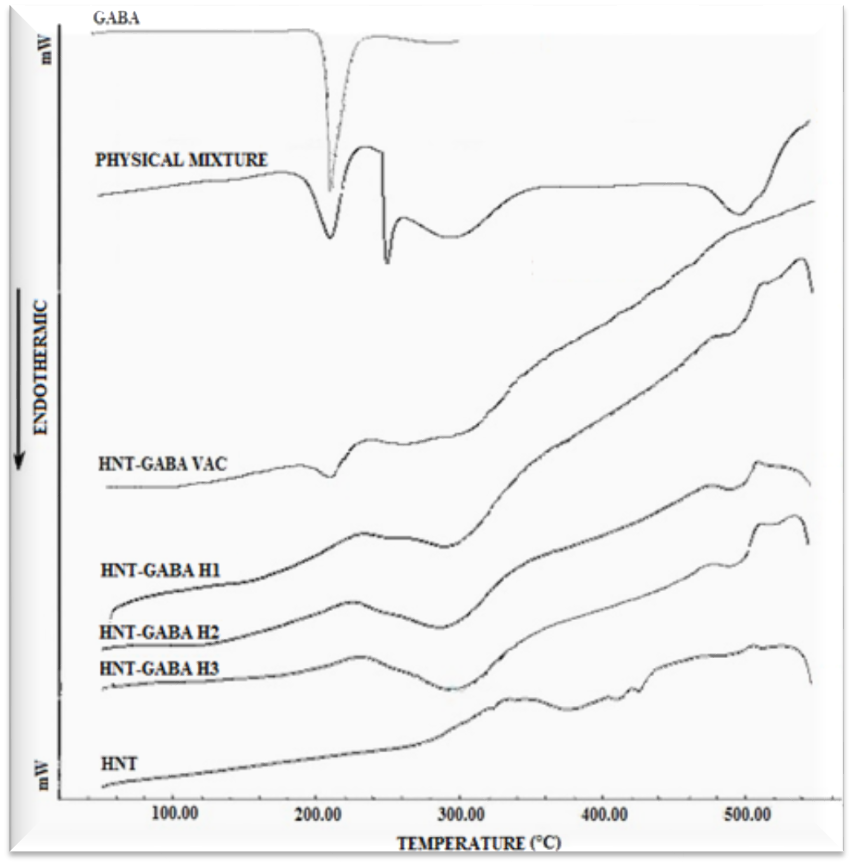 GABA
mW
PHYSICAL MIXTURE
ENDOTHERMIC
HNT-GABA VAC
HNT-GABA H1
HNT-GABA H2
HNT-GABA H3
HNT
mW
100.00 200.00 300.00 400.00 500.00
TEMPERATURE (°C)